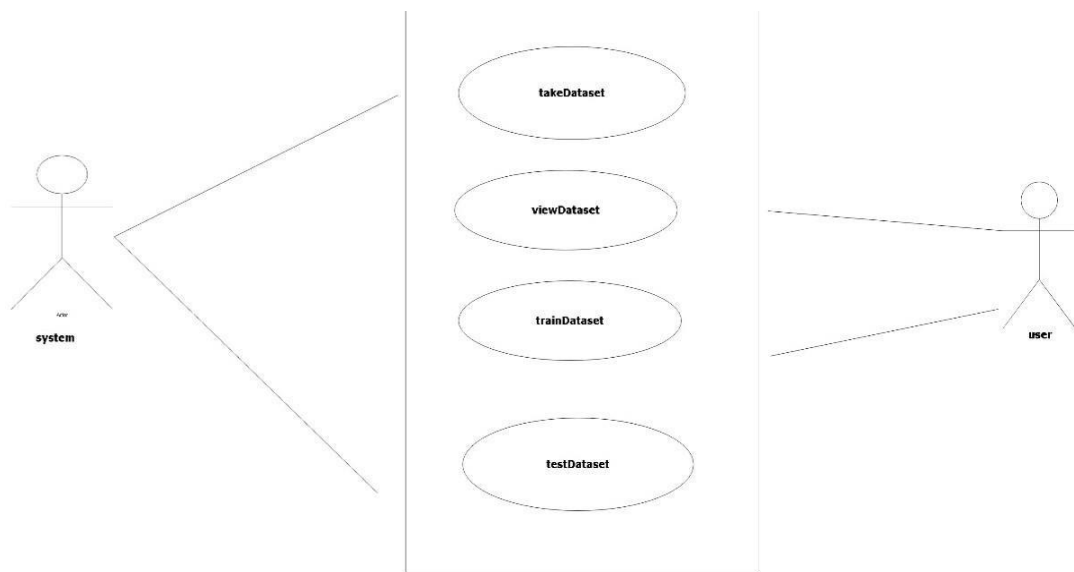 takeDataset
viewDataset
trainDataset
testDataset
system
user